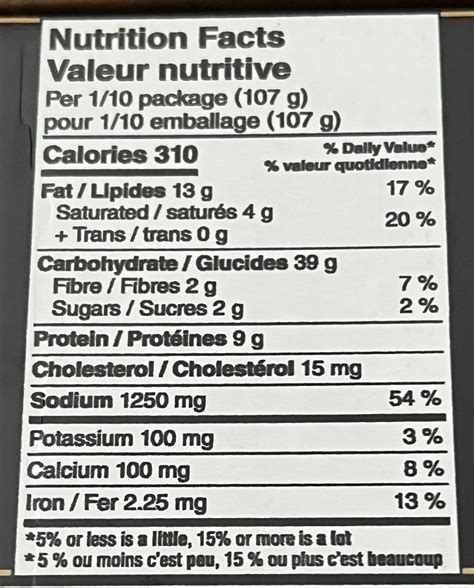 Nutrition Facts
Valeur nutritive
Per 1/10 package (107 g)
pour 1/10 emballage (107 g)
Calories 310
% Daily Value*
% valeur quotidienne*
Fat / Lipides 13 g 17 %
Saturated / saturés 4 g
+ Trans / trans 0 g 20 %
Carbohydrate / Glucides 39 g
Fibre / Fibres 2 g 7 %
Sugars / Sucres 2 g 2 %
Protein / Protéines 9 g
Cholesterol / Cholestérol 15 mg
Sodium 1250 mg 54 %
Potassium 100 mg 3 %
Calcium 100 mg 8 %
Iron / Fer 2.25 mg 13 %
*5% or less is a little, 15% or more is a lot
*5 % ou moins c'est peu, 15 % ou plus c'est beaucoup